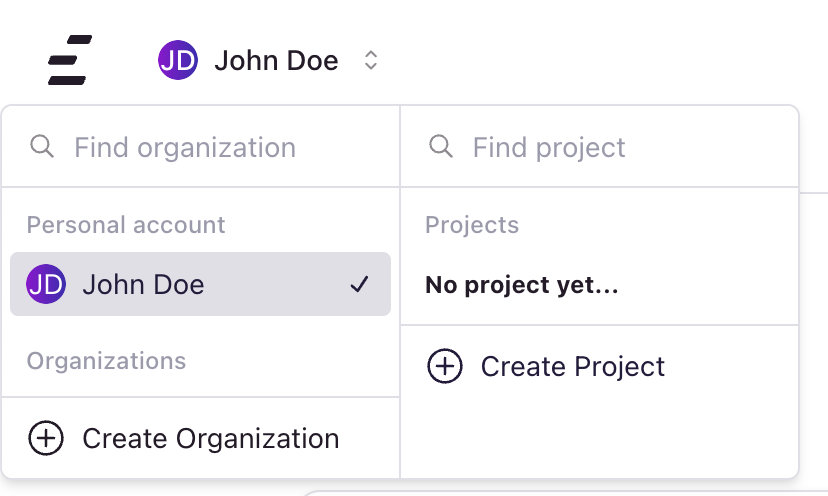 JD John Doe
Find organization
Personal account
JD John Doe
Organizations
Create Organization
Find project
Projects
No project yet...
Create Project